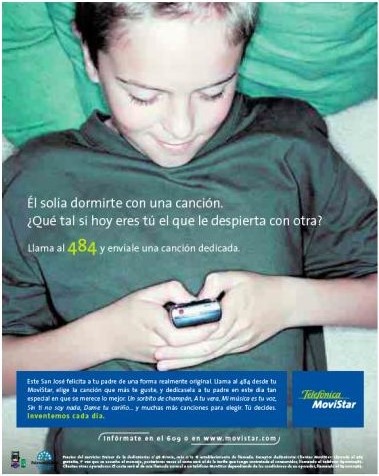 Él solía dormirte con una canción.
¿Qué tal si hoy eres tú el que le despierta con otra?
Llama al 484 y envíale una canción dedicada.
Este San José felicita a tu padre de una forma realmente original. Llama al 484 desde tu
MoviStar, elige la canción que más te guste, y dedícasela a tu padre en este día tan
especial en que se merece lo mejor. Un sorbito de champán, A tu vera, Mi música es tu voz,
Sin ti no soy nada, Dame tu cariño... y muchas más canciones para elegir. Tú decides.
Inventemos cada día.
Telefónica
MoviStar
Infórmate en el 609 o en www.movistar.com